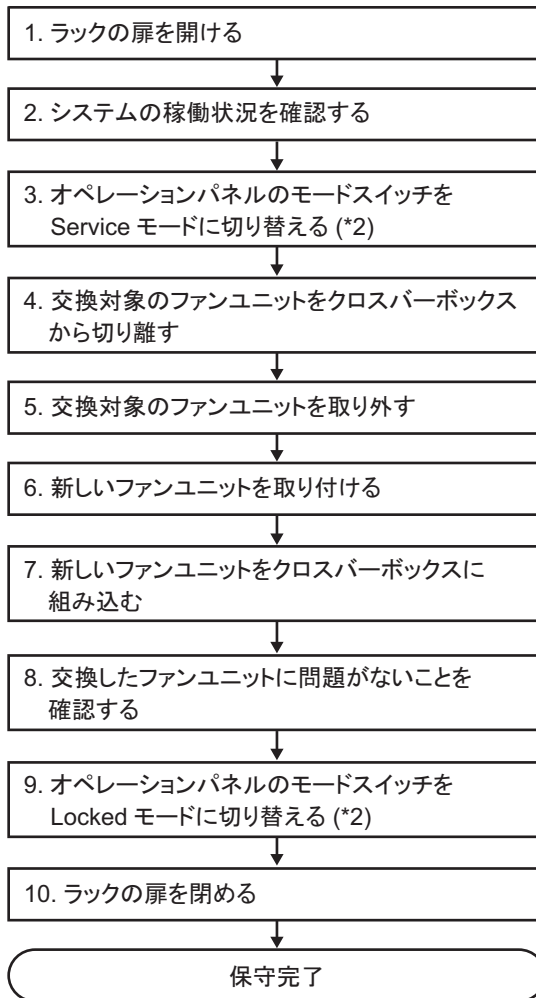 1. ラックの扉を開ける
2. システムの稼働状況を確認する
3. オペレーションパネルのモードスイッチを
Service モードに切り替える (*2)
4. 交換対象のファンユニットをクロスバーボックス
から切り離す
5. 交換対象のファンユニットを取り外す
6. 新しいファンユニットを取り付ける
7. 新しいファンユニットをクロスバーボックスに
組み込む
8. 交換したファンユニットに問題がないことを
確認する
9. オペレーションパネルのモードスイッチを
Locked モードに切り替える (*2)
10. ラックの扉を閉める
保守完了